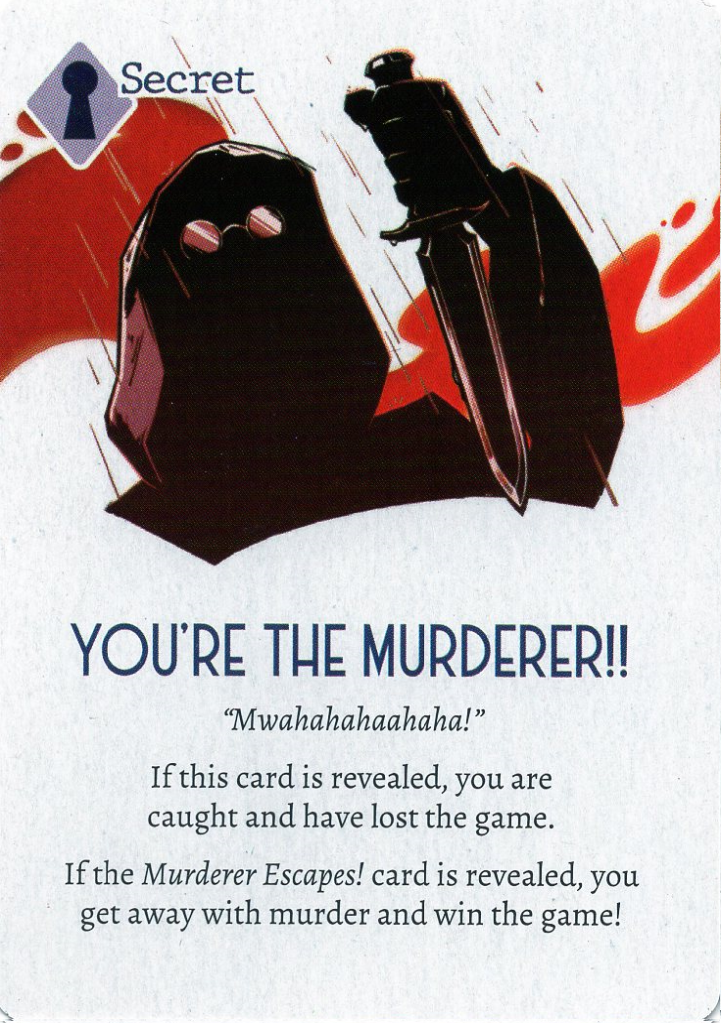 Secret
YOU'RE THE MURDERER!!
“Mwahahahaahaha!”
If this card is revealed, you are
caught and have lost the game.
If the Murderer Escapes! card is revealed, you
get away with murder and win the game!